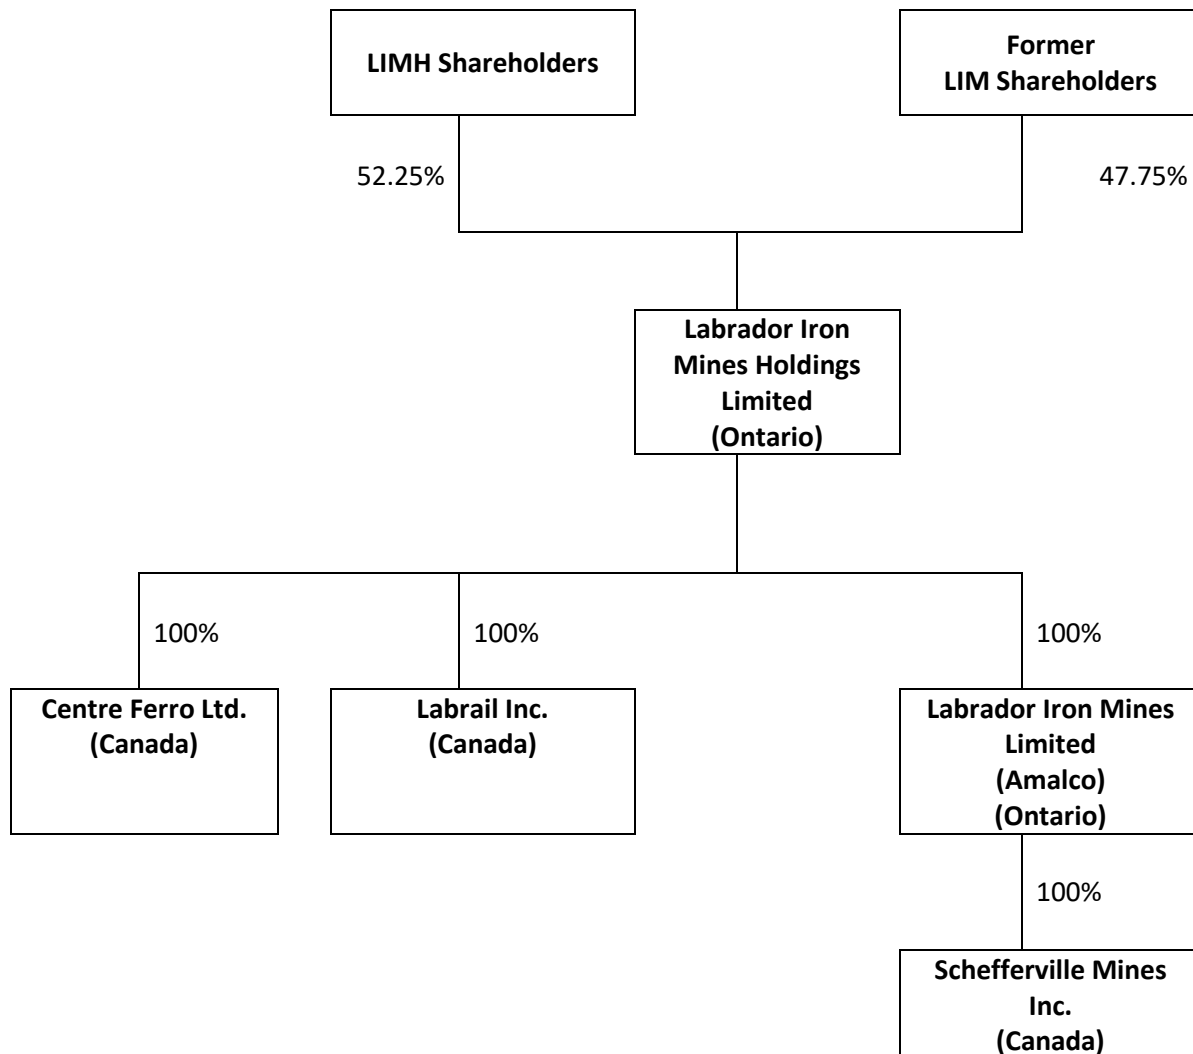 LIMH Shareholders
Former
LIM Shareholders
52.25%
47.75%
Labrador Iron
Mines Holdings
Limited
(Ontario)
100%
100%
100%
Centre Ferro Ltd.
(Canada)
Labrail Inc.
(Canada)
Labrador Iron Mines
Limited
(Amalco)
(Ontario)
100%
Schefferville Mines
Inc.
(Canada)